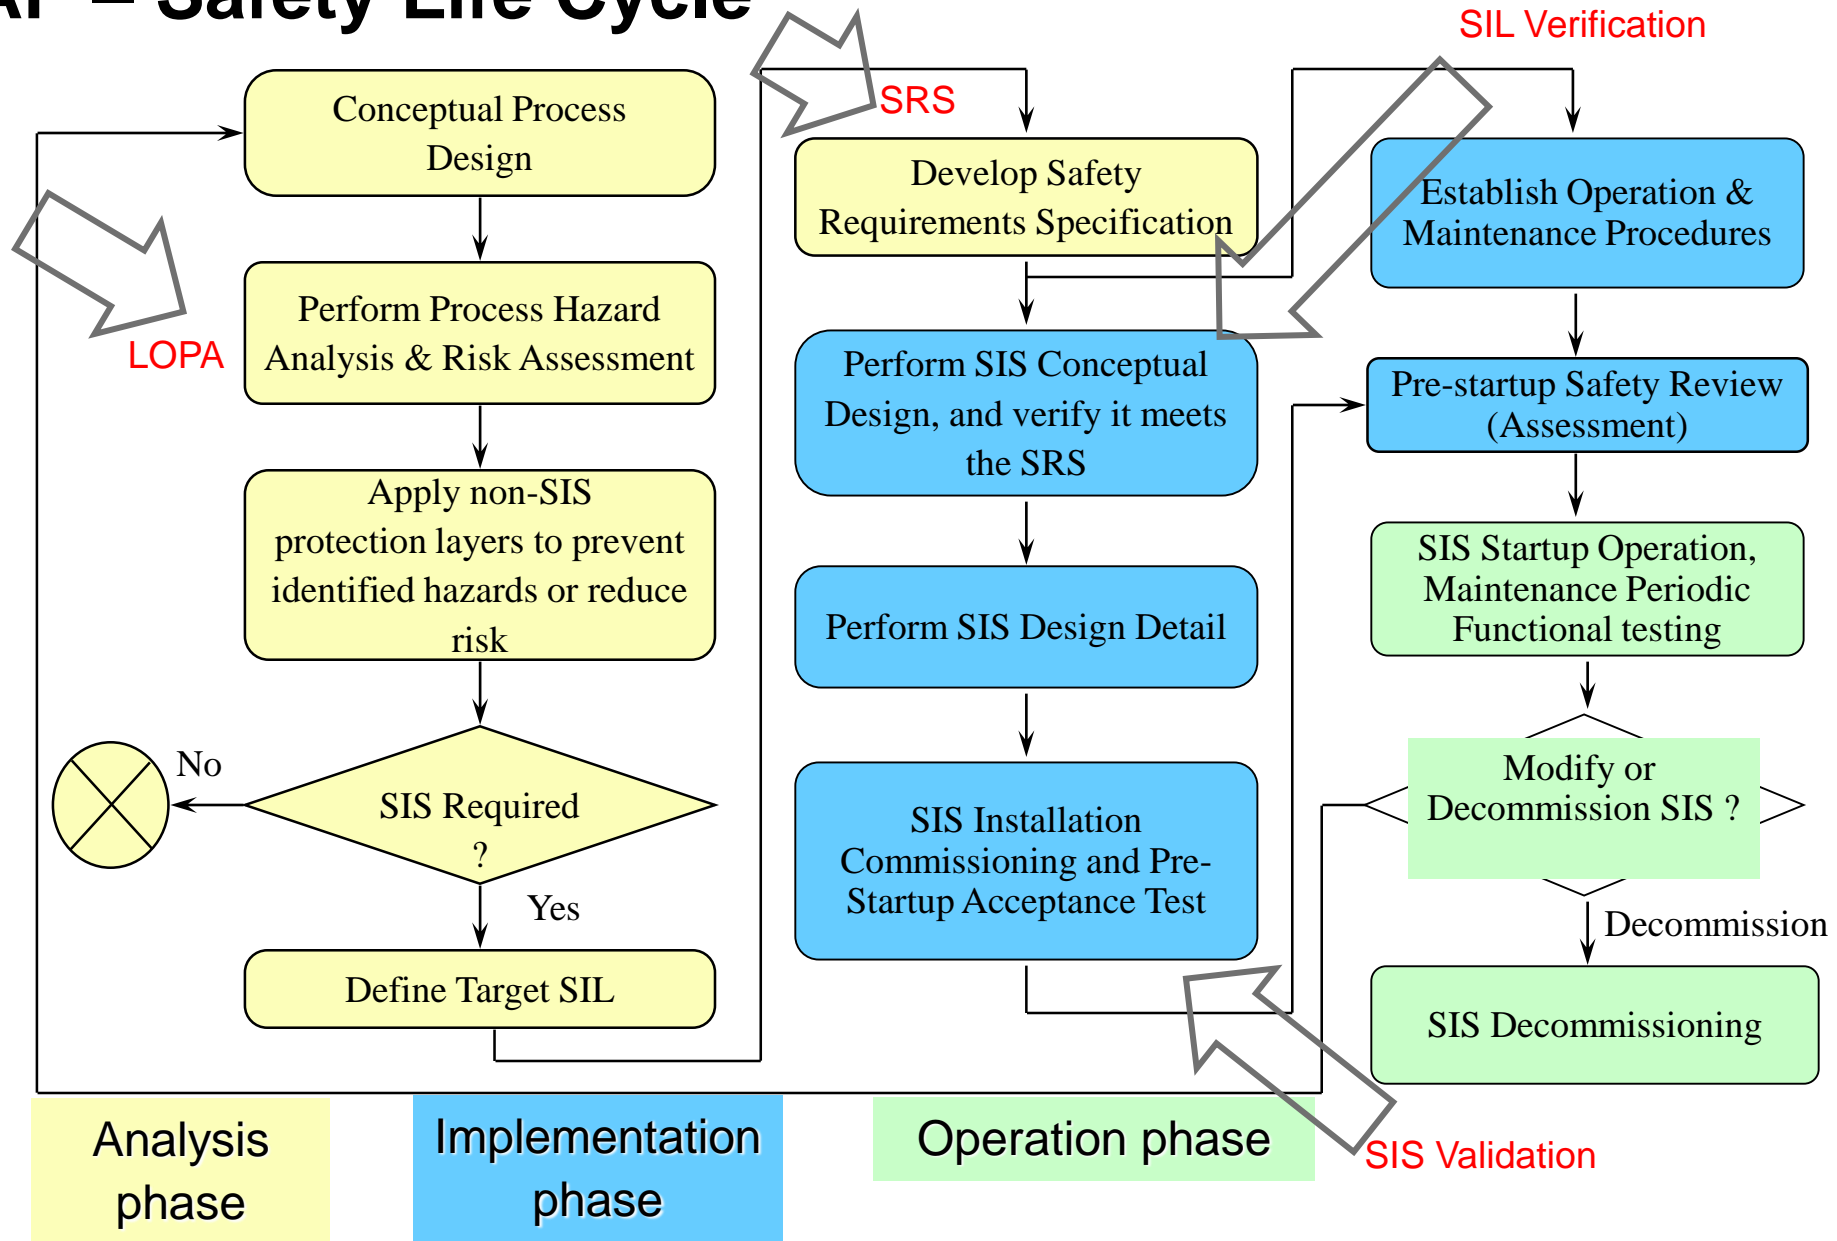 – Safety Life Cycle
SIL Verification
SRS
LOPA
Conceptual Process
Design
Perform Process Hazard
Analysis & Risk Assessment
Apply non-SIS
protection layers to prevent
identified hazards or reduce
risk
No
SIS Required
?
Yes
Define Target SIL
Develop Safety
Requirements Specification
Perform SIS Conceptual
Design, and verify it meets
the SRS
Perform SIS Design Detail
SIS Installation
Commissioning and Pre-
Startup Acceptance Test
Establish Operation &
Maintenance Procedures
Pre-startup Safety Review
(Assessment)
SIS Startup Operation,
Maintenance Periodic
Functional testing
Modify or
Decommission SIS ?
Decommission
SIS Decommissioning
SIS Validation
Analysis
phase
Implementation
phase
Operation phase